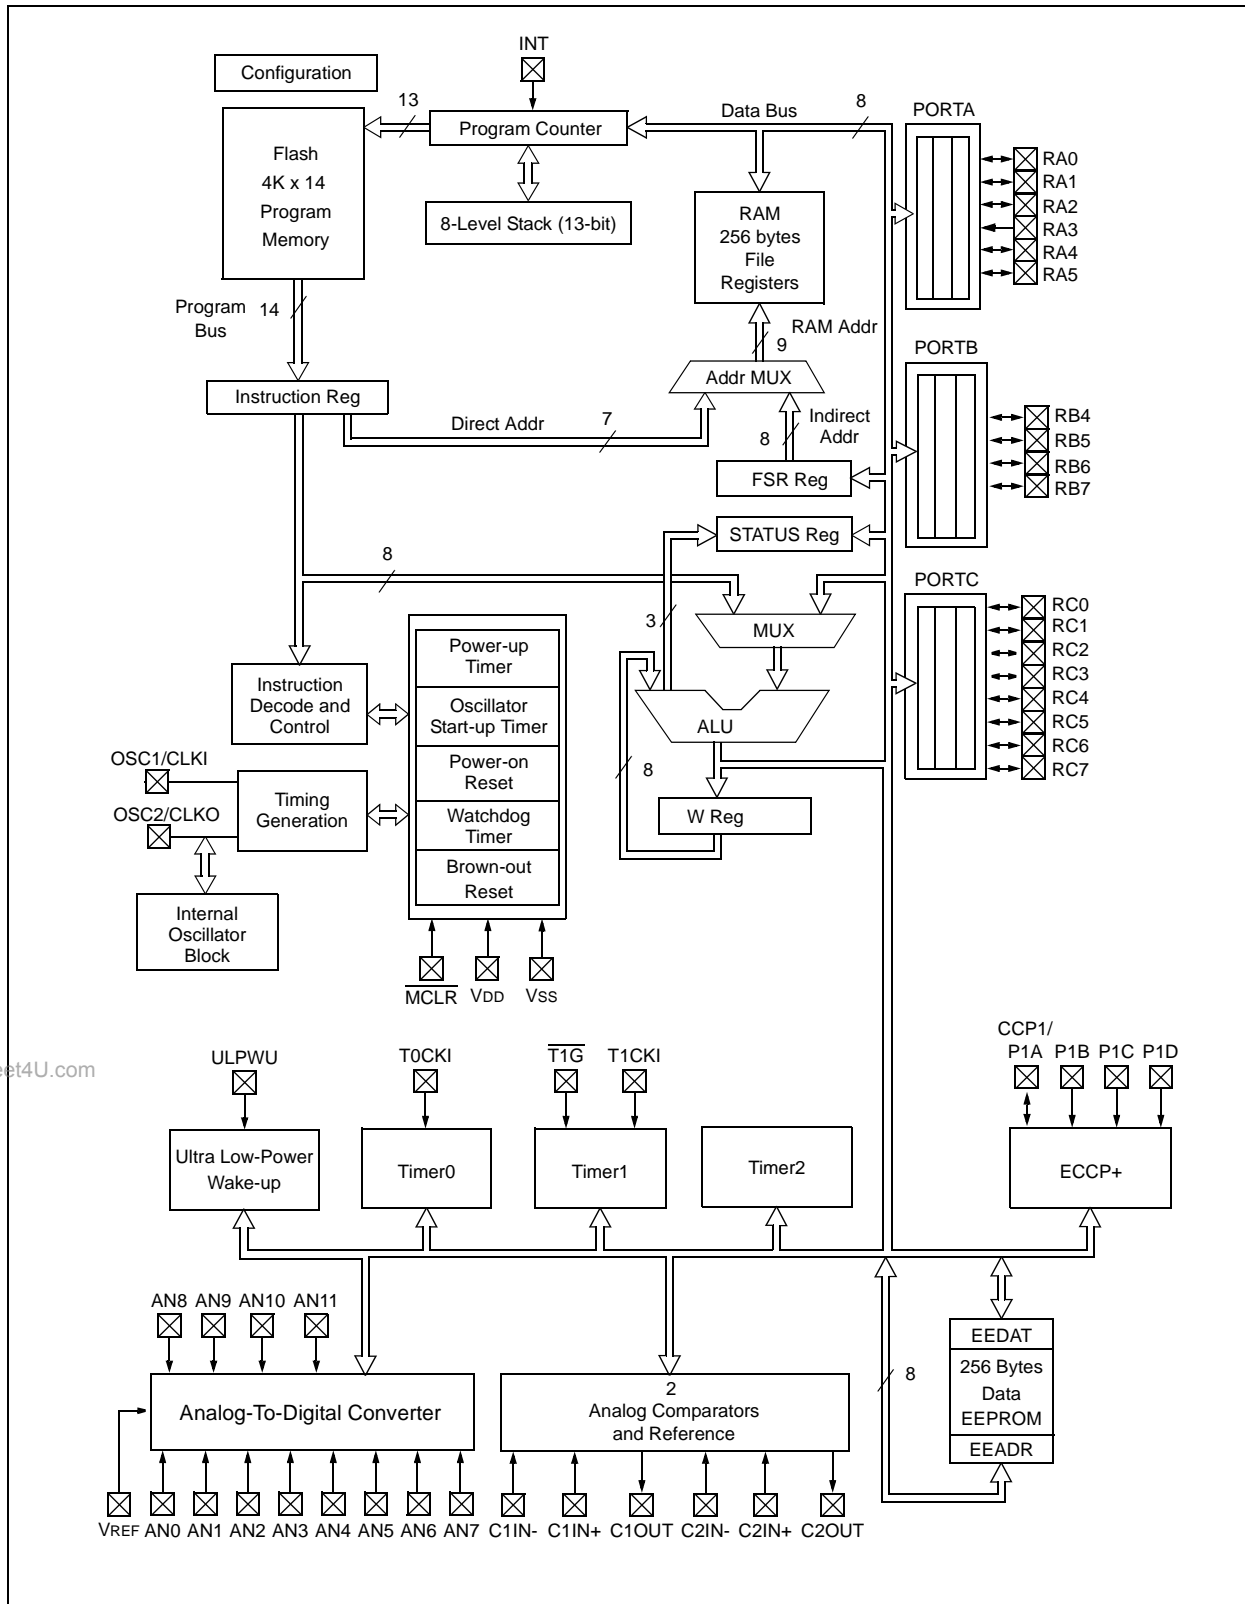 INT
Configuration
13
Data Bus
8
PORTA
Program Counter
Flash
4K x 14
Program
Memory
8-Level Stack (13-bit)
RAM
256 bytes
File
Registers
RA0
RA1
RA2
RA3
RA4
RA5
Program
Bus
14
RAM Addr
9
PORTB
Addr MUX
Instruction Reg
Direct Addr
7
8
Indirect
Addr
RB4
RB5
RB6
RB7
FSR Reg
STATUS Reg
8
PORTC
3
MUX
RC0
RC1
RC2
RC3
RC4
RC5
RC6
RC7
Power-up
Timer
Instruction
Decode and
Control
Oscillator
Start-up Timer
ALU
OSC1/CLKI
Power-on
Reset
8
OSC2/CLKO
Timing
Generation
Watchdog
Timer
W Reg
Brown-out
Reset
Internal
Oscillator
Block
MCLR
VDD
VSS
CCP1/
ULPWU
T0CKI
T1G
T1CKI
P1A
P1B
P1C
P1D
et4U.com
Ultra Low-Power
Wake-up
Timer0
Timer1
Timer2
ECCP+
AN8
AN9
AN10
AN11
EEDAT
256 Bytes
Data
EEPROM
EEADR
8
Analog-To-Digital Converter
2
Analog Comparators
and Reference
VREF
AN0
AN1
AN2
AN3
AN4
AN5
AN6
AN7
C1IN-
C1IN+
C1OUT
C2IN-
C2IN+
C2OUT